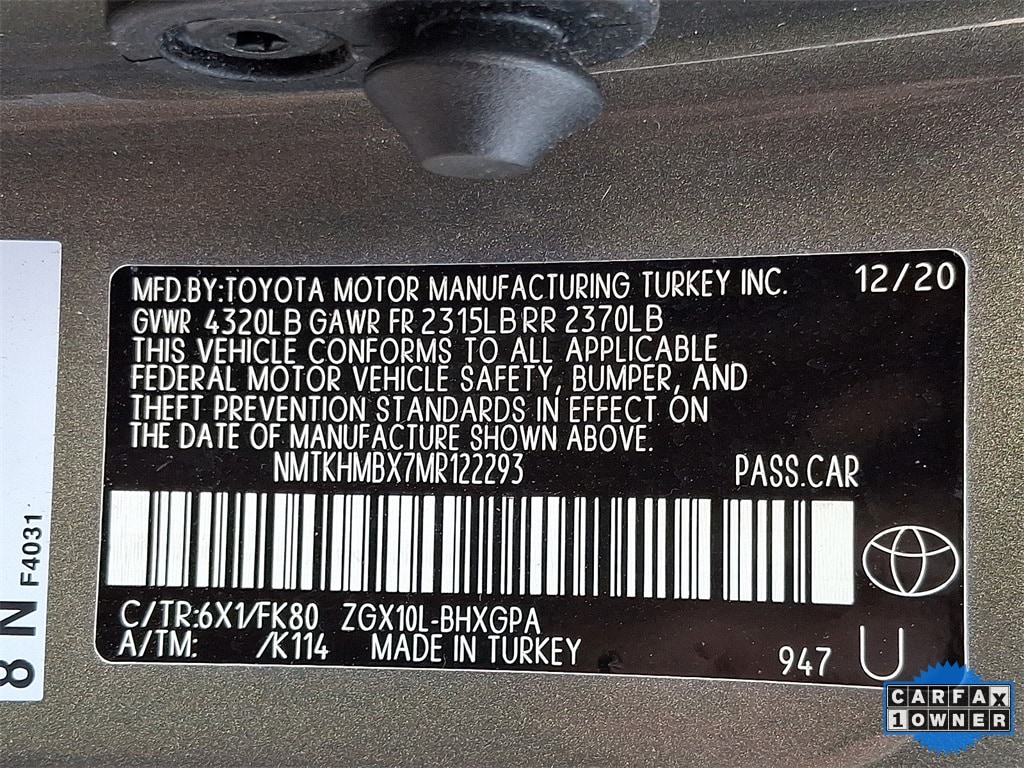 MFD.BY:TOYOTA MOTOR MANUFACTURING TURKEY INC. 12/20
GVWR 4320LB GAWR FR 2315LB RR 2370LB
THIS VEHICLE CONFORMS TO ALL APPLICABLE
FEDERAL MOTOR VEHICLE SAFETY, BUMPER, AND
THEFT PREVENTION STANDARDS IN EFFECT ON
THE DATE OF MANUFACTURE SHOWN ABOVE.
NMTKHMBX7MR122293 PASS.CAR
C/TR:6X1/FK80 ZGX10L-BHXGPA
A/TM: /K114 MADE IN TURKEY
947 U
F4031
8 N
CARFAX
1 OWNER